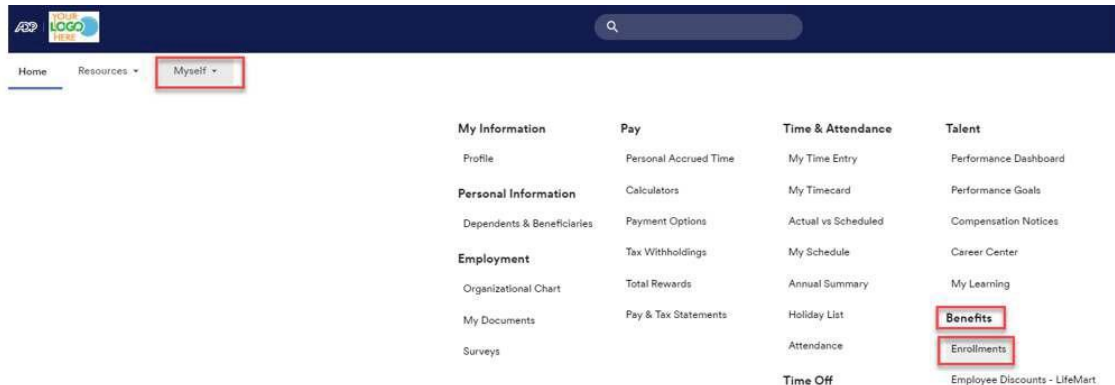 ADP YOUR LOGO HERE
Home Resources Myself
My Information
Profile
Personal Information
Dependents & Beneficiaries
Employment
Organizational Chart
My Documents
Surveys
Pay
Personal Accrued Time
Calculators
Payment Options
Tax Withholdings
Total Rewards
Pay & Tax Statements
Time & Attendance
My Time Entry
My Timecard
Actual vs Scheduled
My Schedule
Annual Summary
Holiday List
Attendance
Time Off
Talent
Performance Dashboard
Performance Goals
Compensation Notices
Career Center
My Learning
Benefits
Enrollments
Employee Discounts - LifeMart